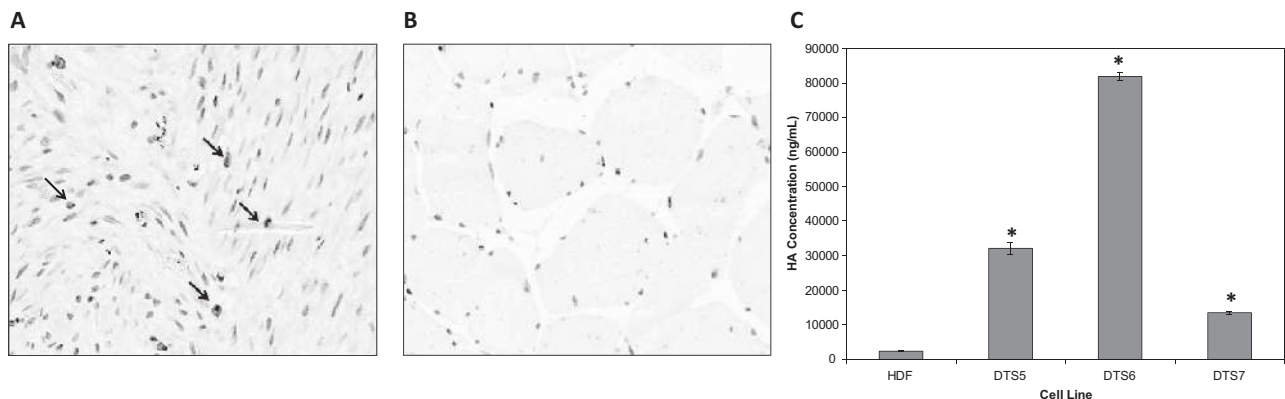 A
B
C
90000
80000
70000
60000
50000
40000
30000
20000
10000
0
HA Concentration (ng/mL)
*
*
*
HDF
DTS5
DTS6
DTS7
Cell Line